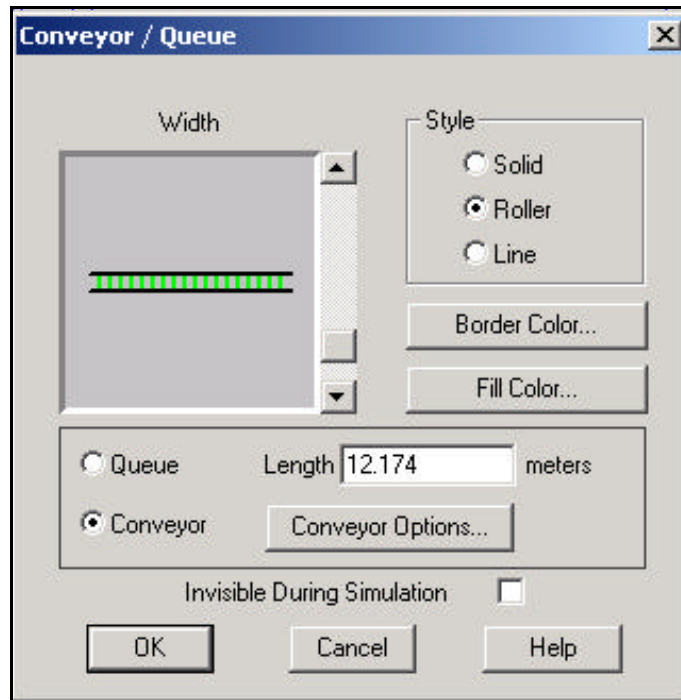 Conveyor / Queue
Width
Style
Solid
Roller
Line
Border Color...
Fill Color...
Queue Length 12.174 meters
Conveyor Conveyor Options...
Invisible During Simulation
OK Cancel Help